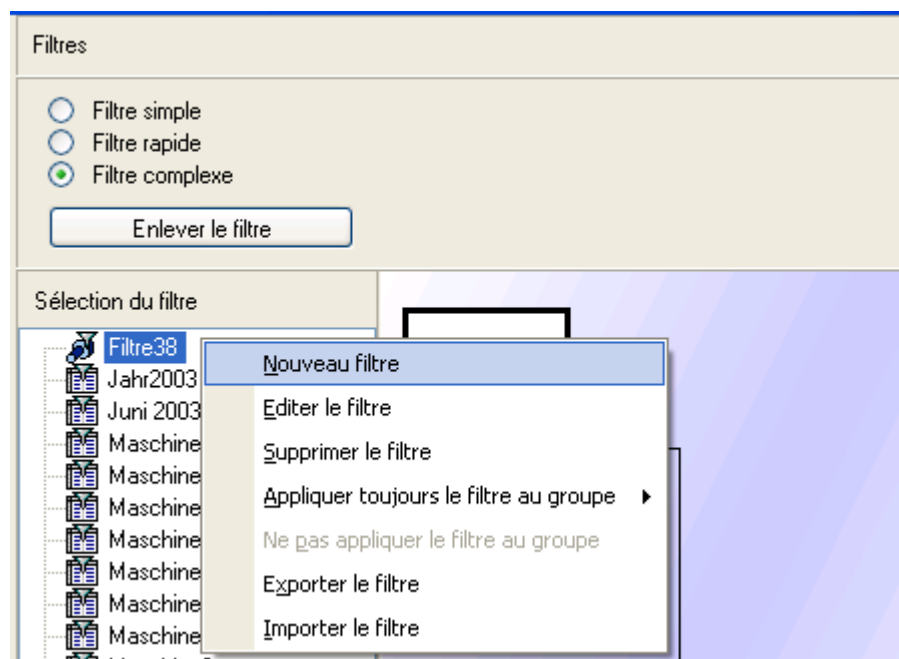 Filtres
Filtre simple
Filtre rapide
Filtre complexe
Enlever le filtre
Sélection du filtre
Filtre38
Jahr2003
Juni 2003
Maschine
Maschine
Maschine
Maschine
Maschine
Maschine
Maschine
Nouveau filtre
Editer le filtre
Supprimer le filtre
Appliquer toujours le filtre au groupe
Ne pas appliquer le filtre au groupe
Exporter le filtre
Importer le filtre